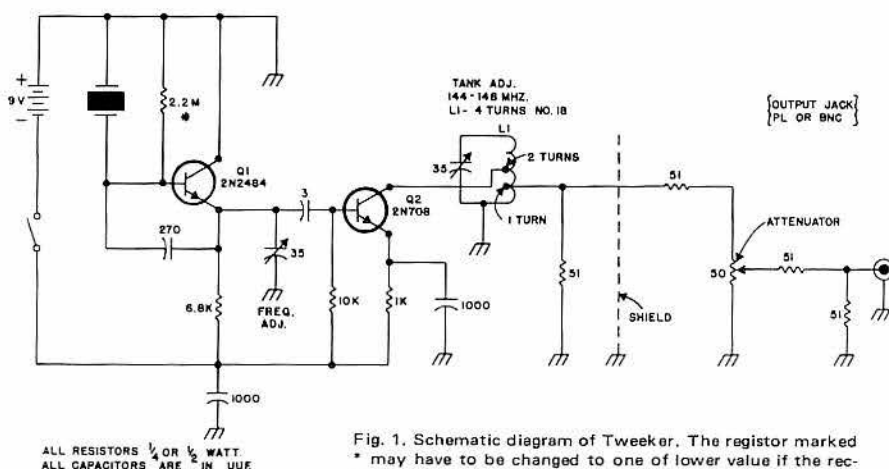 TANK ADJ.
144-146 MHZ.
L1- 4 TURNS NO. 18
L1
{OUTPUT JACK
PL OR BNC}
+
9V
-
2.2M
*
Q1
2N2484
35
2 TURNS
1 TURN
3
Q2
2N708
51
ATTENUATOR
270
35
FREQ.
ADJ.
51
50
51
6.8K
10K
1K
1000
SHIELD
51
1000
ALL RESISTORS 1/4 OR 1/2 WATT.
ALL CAPACITORS ARE IN UUF
Fig. 1. Schematic diagram of Tweeker. The registor marked
* may have to be changed to one of lower value if the rec-